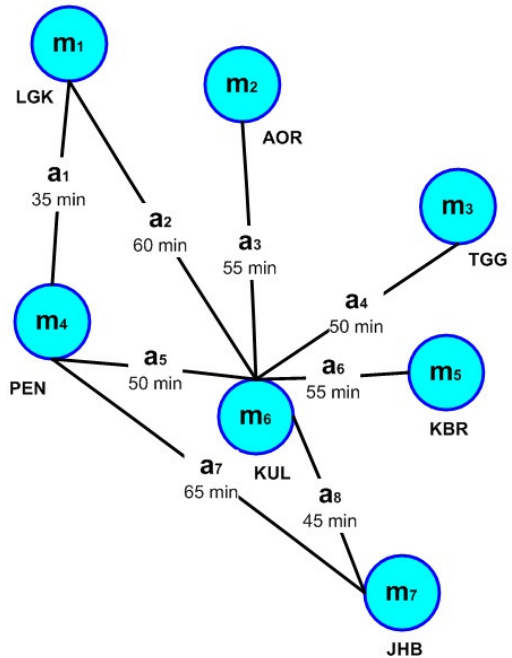 m1
LGK
m2
AOR
a1
35 min
m3
TGG
a2
60 min
a3
55 min
a4
50 min
m4
PEN
a5
50 min
a6
55 min
m5
KBR
m6
KUL
a7
65 min
a8
45 min
m7
JHB